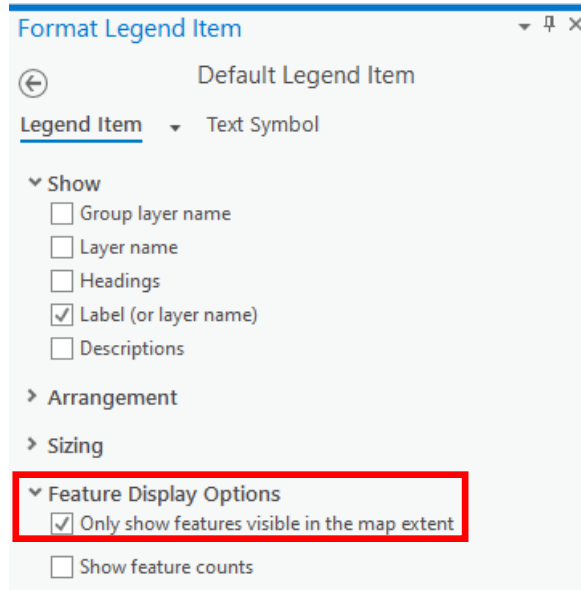 Format Legend Item
Default Legend Item
Legend Item Text Symbol
Show
Group layer name
Layer name
Headings
Label (or layer name)
Descriptions
Arrangement
Sizing
Feature Display Options
Only show features visible in the map extent
Show feature counts